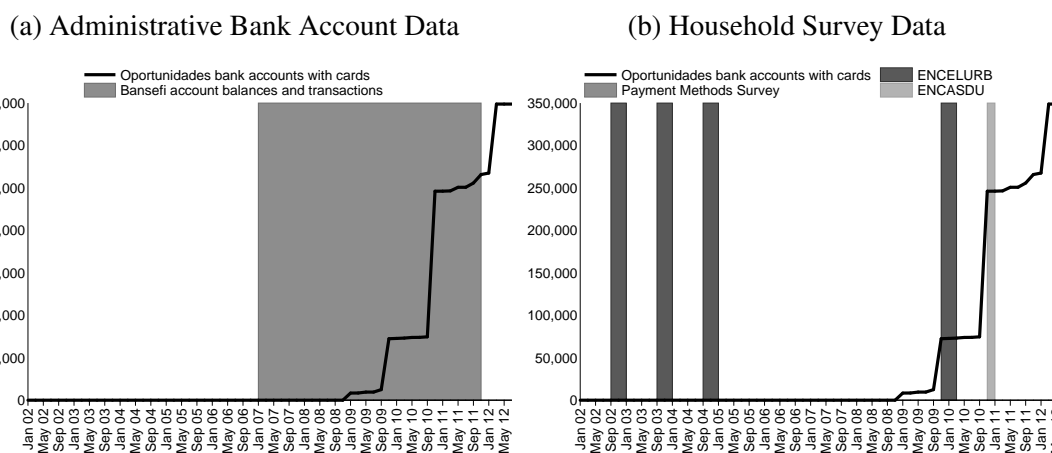 (a) Administrative Bank Account Data
(b) Household Survey Data
Oportunidades bank accounts with cards
Bansefi account balances and transactions
,000
,000
,000
,000
,000
,000
,000
0
Jan 02
May 02
Sep 02
Jan 03
May 03
Sep 03
Jan 04
May 04
Sep 04
Jan 05
May 05
Sep 05
Jan 06
May 06
Sep 06
Jan 07
May 07
Sep 07
Jan 08
May 08
Sep 08
Jan 09
May 09
Sep 09
Jan 10
May 10
Sep 10
Jan 11
May 11
Sep 11
Jan 12
May 12
Oportunidades bank accounts with cards
ENCELURB
Payment Methods Survey
ENCASDU
350,000
300,000
250,000
200,000
150,000
100,000
50,000
0
Jan 02
May 02
Sep 02
Jan 03
May 03
Sep 03
Jan 04
May 04
Sep 04
Jan 05
May 05
Sep 05
Jan 06
May 06
Sep 06
Jan 07
May 07
Sep 07
Jan 08
May 08
Sep 08
Jan 09
May 09
Sep 09
Jan 10
May 10
Sep 10
Jan 11
May 11
Sep 11
Jan 12